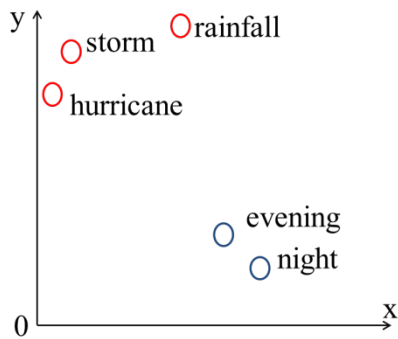 y
rainfall
storm
hurricane
evening
night
x
0